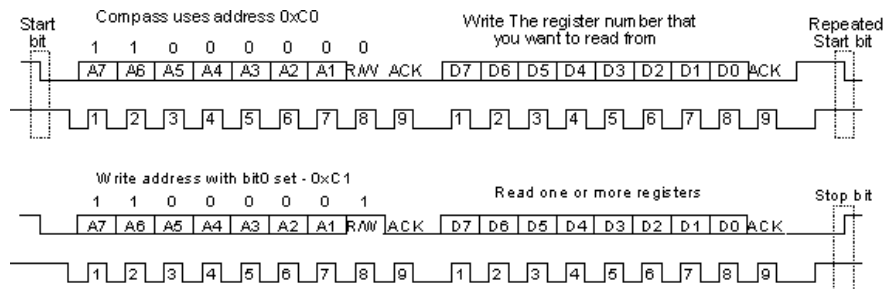 Start bit
Compass uses address 0xC0
Write The register number that you want to read from
Repeated Start bit
1 1 0 0 0 0 0 0
A7 A6 A5 A4 A3 A2 A1 R/W ACK D7 D6 D5 D4 D3 D2 D1 D0 ACK
1 2 3 4 5 6 7 8 9 1 2 3 4 5 6 7 8 9
Write address with bit0 set - 0xC1
Read one or more registers
Stop bit
1 1 0 0 0 0 0 1
A7 A6 A5 A4 A3 A2 A1 R/W ACK D7 D6 D5 D4 D3 D2 D1 D0 ACK
1 2 3 4 5 6 7 8 9 1 2 3 4 5 6 7 8 9